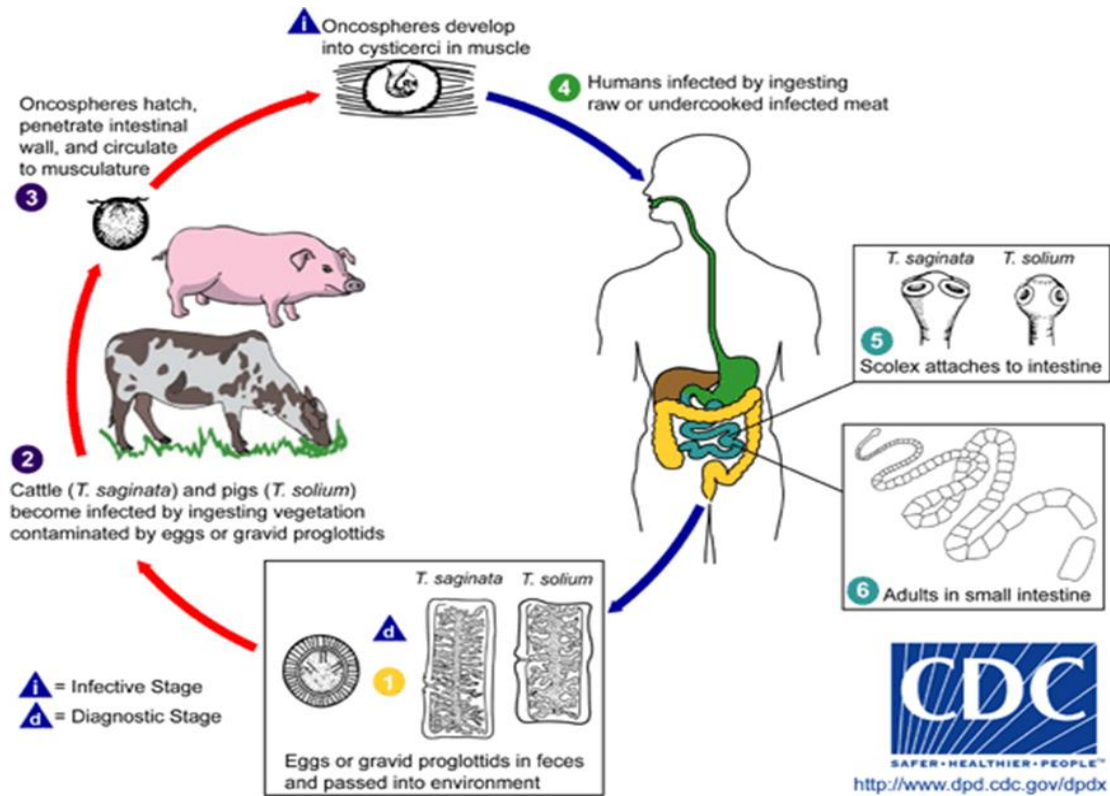 i
Oncospheres develop
into cysticerci in muscle
4
Humans infected by ingesting
raw or undercooked infected meat
Oncospheres hatch,
penetrate intestinal
wall, and circulate
to musculature
3
T. saginata T. solium
5
Scolex attaches to intestine
2
Cattle (T. saginata) and pigs (T. solium)
become infected by ingesting vegetation
contaminated by eggs or gravid proglottids
6
Adults in small intestine
T. saginata T. solium
d
1
Eggs or gravid proglottids in feces
and passed into environment
i = Infective Stage
d = Diagnostic Stage
CDC
SAFER·HEALTHIER·PEOPLE™
http://www.dpd.cdc.gov/dpdx